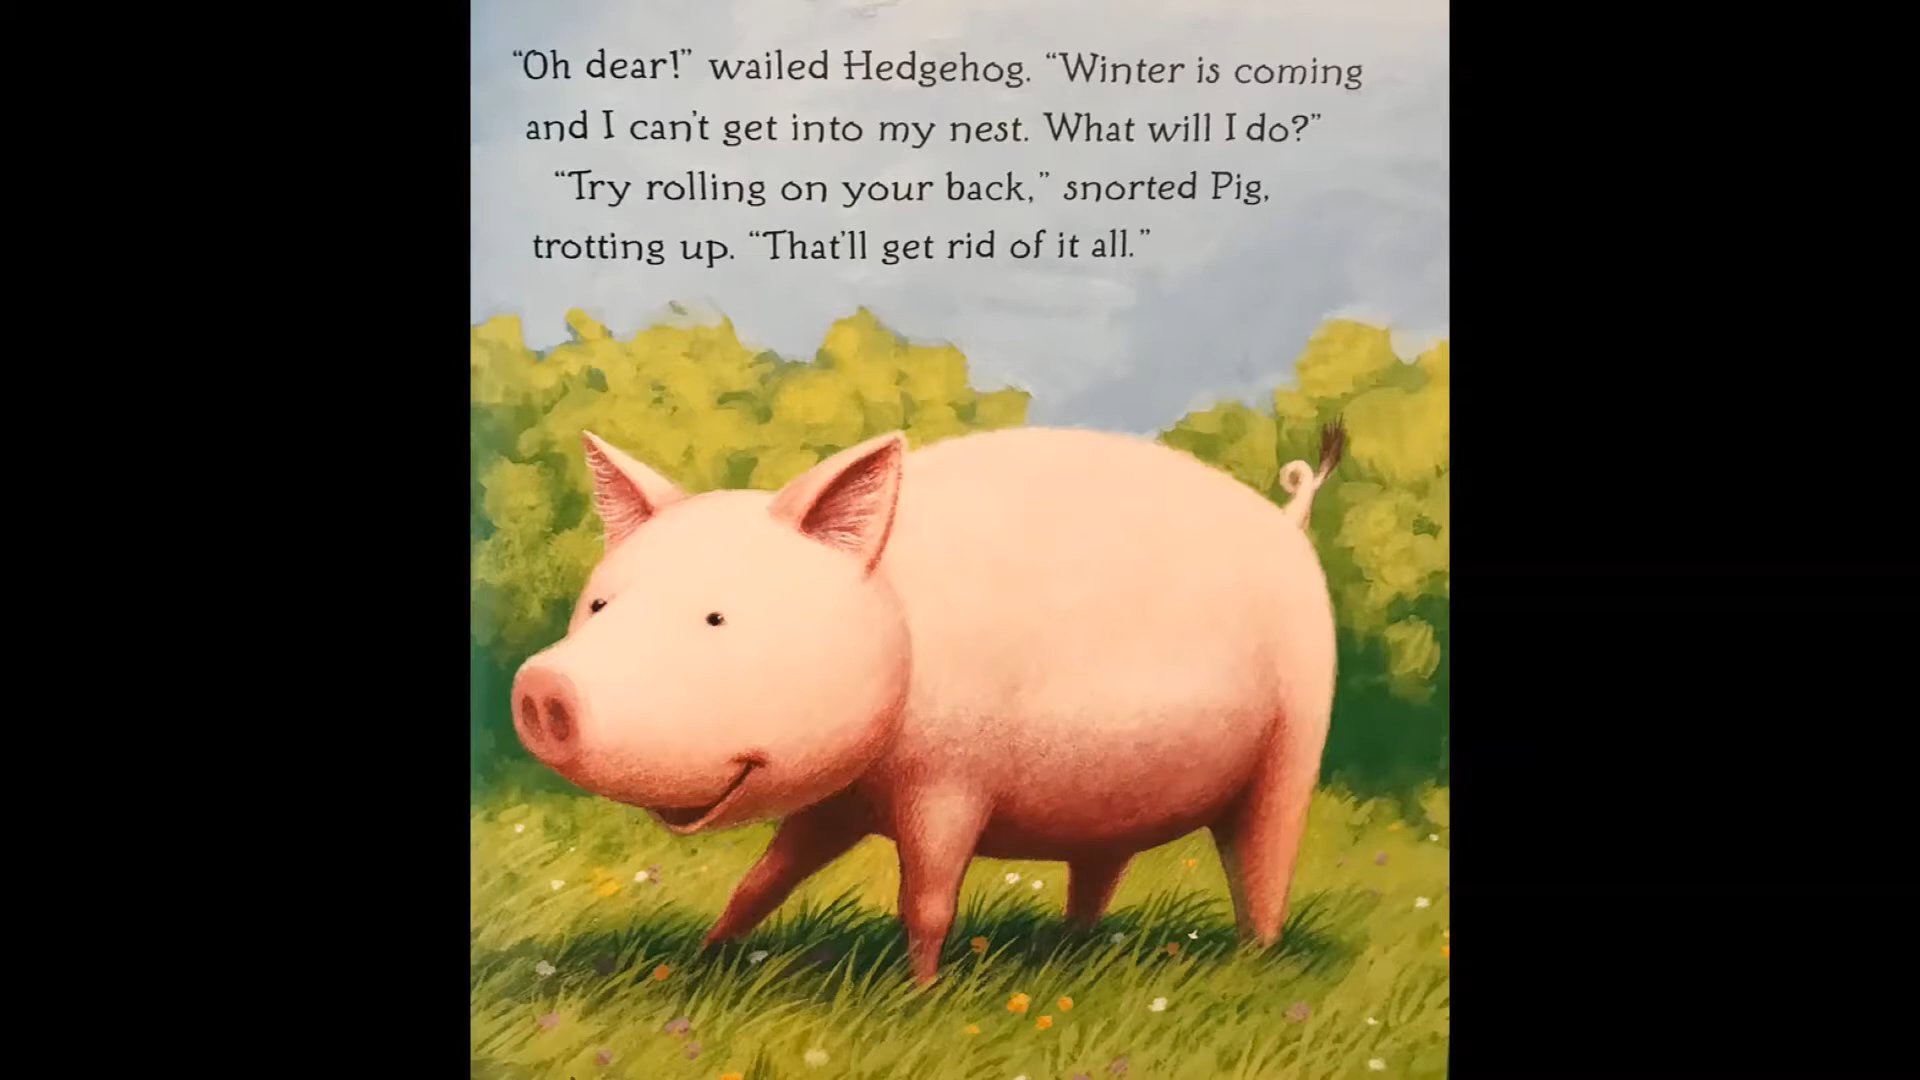 “Oh dear!” wailed Hedgehog. “Winter is coming
and I can’t get into my nest. What will I do?”
“Try rolling on your back,” snorted Pig,
trotting up. “That’ll get rid of it all.”